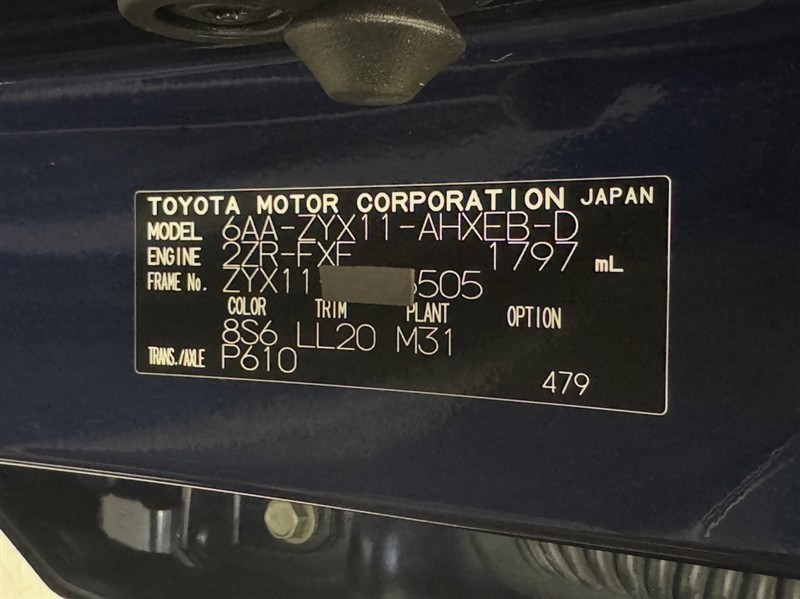 TOYOTA MOTOR CORPORATION JAPAN
MODEL 6AA-ZYX11-AHXEB-D
ENGINE 2ZR-FXE 1797 mL
FRAME No. ZYX11 505
COLOR TRIM PLANT OPTION
8S6 LL20 M31
TRANS./AXLE P610
479